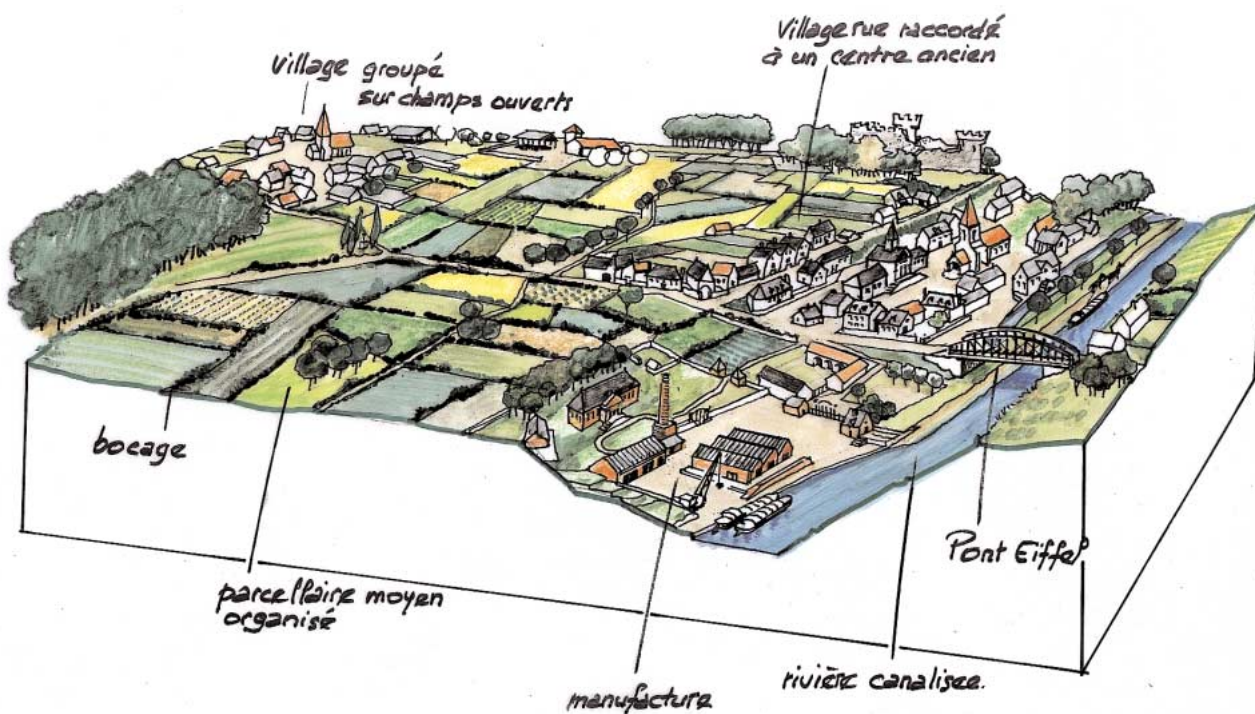 Village rue raccordé
à un centre ancien
village groupé
sur champs ouverts
bocage
Pont Eiffel
parcellaire moyen
organisé
rivière canalisee.
manufacture